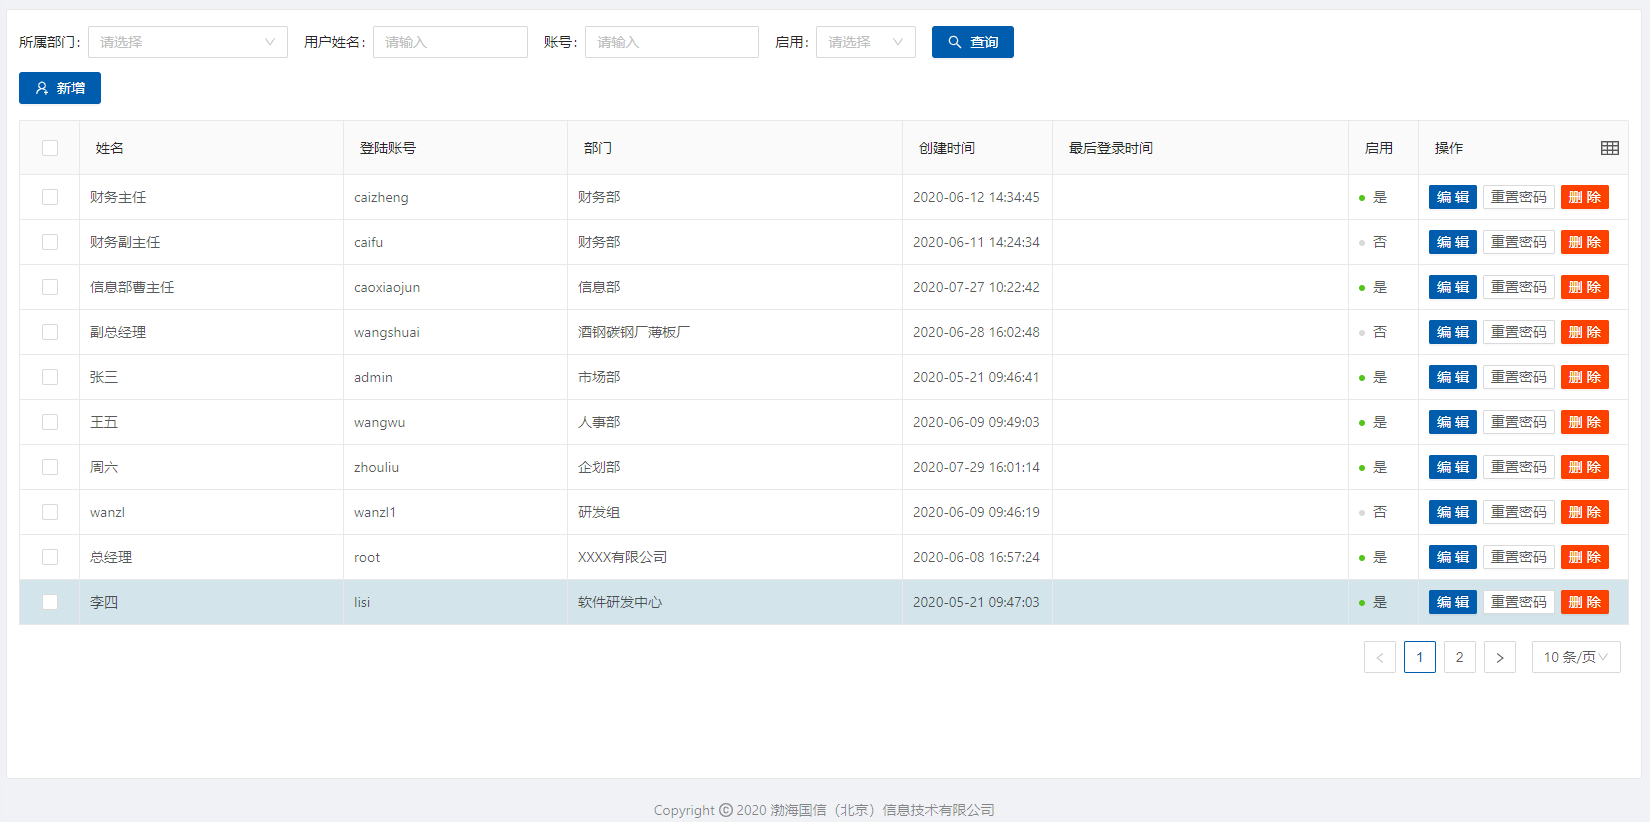 所属部门： 请选择 用户姓名： 请输入 账号： 请输入 启用： 请选择 查询
新增
姓名 登陆账号 部门 创建时间 最后登录时间 启用 操作
财务主任 caizheng 财务部 2020-06-12 14:34:45 是 编 辑 重置密码 删 除
财务副主任 caifu 财务部 2020-06-11 14:24:34 否 编 辑 重置密码 删 除
信息部曹主任 caoxiaojun 信息部 2020-07-27 10:22:42 是 编 辑 重置密码 删 除
副总经理 wangshuai 酒钢碳钢厂薄板厂 2020-06-28 16:02:48 否 编 辑 重置密码 删 除
张三 admin 市场部 2020-05-21 09:46:41 是 编 辑 重置密码 删 除
王五 wangwu 人事部 2020-06-09 09:49:03 是 编 辑 重置密码 删 除
周六 zhouliu 企划部 2020-07-29 16:01:14 是 编 辑 重置密码 删 除
wanzl wanzl1 研发组 2020-06-09 09:46:19 否 编 辑 重置密码 删 除
总经理 root XXXX有限公司 2020-06-08 16:57:24 是 编 辑 重置密码 删 除
李四 lisi 软件研发中心 2020-05-21 09:47:03 是 编 辑 重置密码 删 除
< 1 2 > 10 条/页
Copyright © 2020 渤海国信（北京）信息技术有限公司